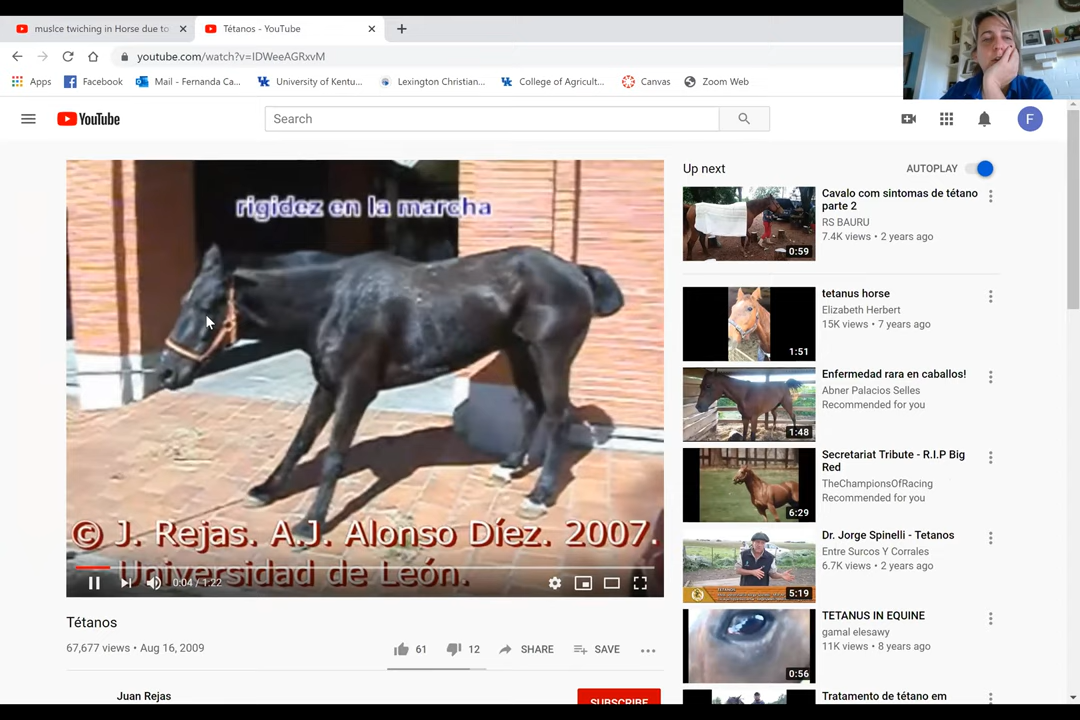 muslce twiching in Horse due to
Tétanos - YouTube
youtube.com/watch?v=IDWeeAGRxvM
Apps
Facebook
Mail - Fernanda Ca...
University of Kentu...
Lexington Christian...
College of Agricult...
Canvas
Zoom Web
YouTube
Search
F
rigidez en la marcha
© J. Rejas. A.J. Alonso Díez. 2007.
Universidad de León.
0:04 / 1:22
Tétanos
67,677 views • Aug 16, 2009
61
12
SHARE
SAVE
Juan Rejas
SUBSCRIBE
Up next
AUTOPLAY
Cavalo com sintomas de tétano
parte 2
RS BAURU
7.4K views • 2 years ago
0:59
tetanus horse
Elizabeth Herbert
15K views • 7 years ago
1:51
Enfermedad rara en caballos!
Abner Palacios Selles
Recommended for you
1:48
Secretariat Tribute - R.I.P Big
Red
TheChampionsOfRacing
Recommended for you
6:29
Dr. Jorge Spinelli - Tetanos
Entre Surcos Y Corrales
6.7K views • 2 years ago
5:19
TETANUS IN EQUINE
gamal elesawy
11K views • 8 years ago
0:56
Tratamento de tétano em